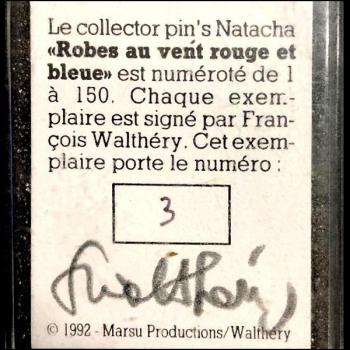 Le collector pin's Natacha
«Robes au vent rouge et
bleue» est numéroté de 1
à 150. Chaque exem-
plaire est signé par Fran-
çois Walthéry. Cet exem-
plaire porte le numéro :
3
Walthéry
© 1992 - Marsu Productions/Walthéry